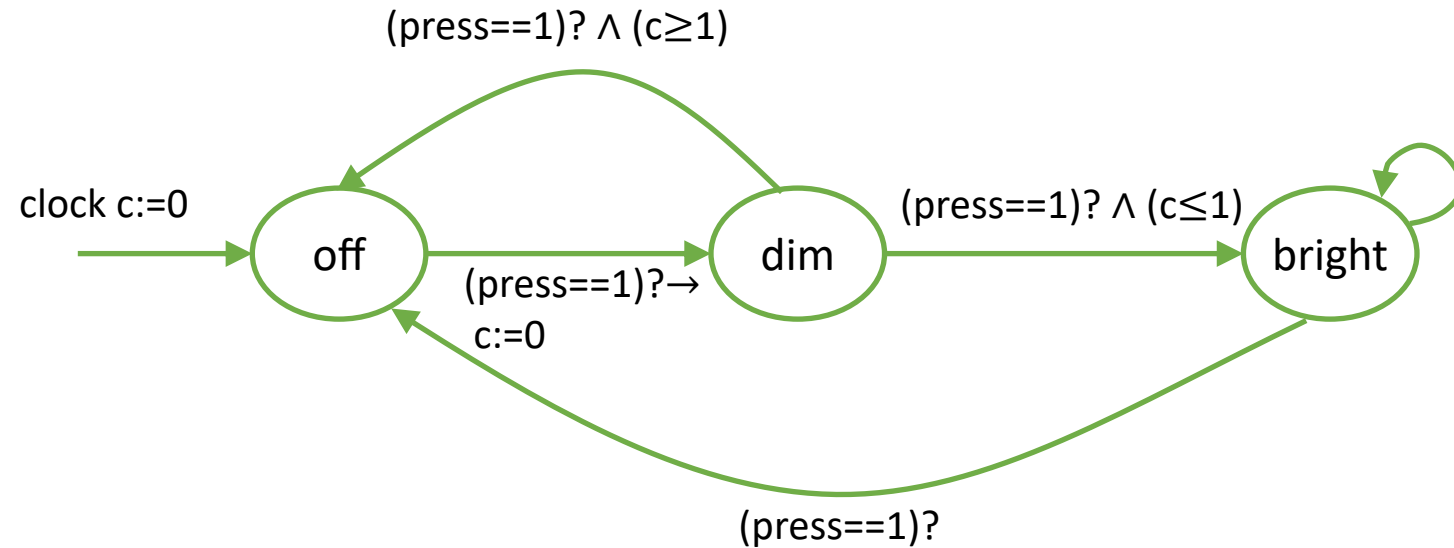 (press==1)? ∧ (c≥1)
clock c:=0
off
(press==1)?→
c:=0
dim
(press==1)? ∧ (c≤1)
bright
(press==1)?